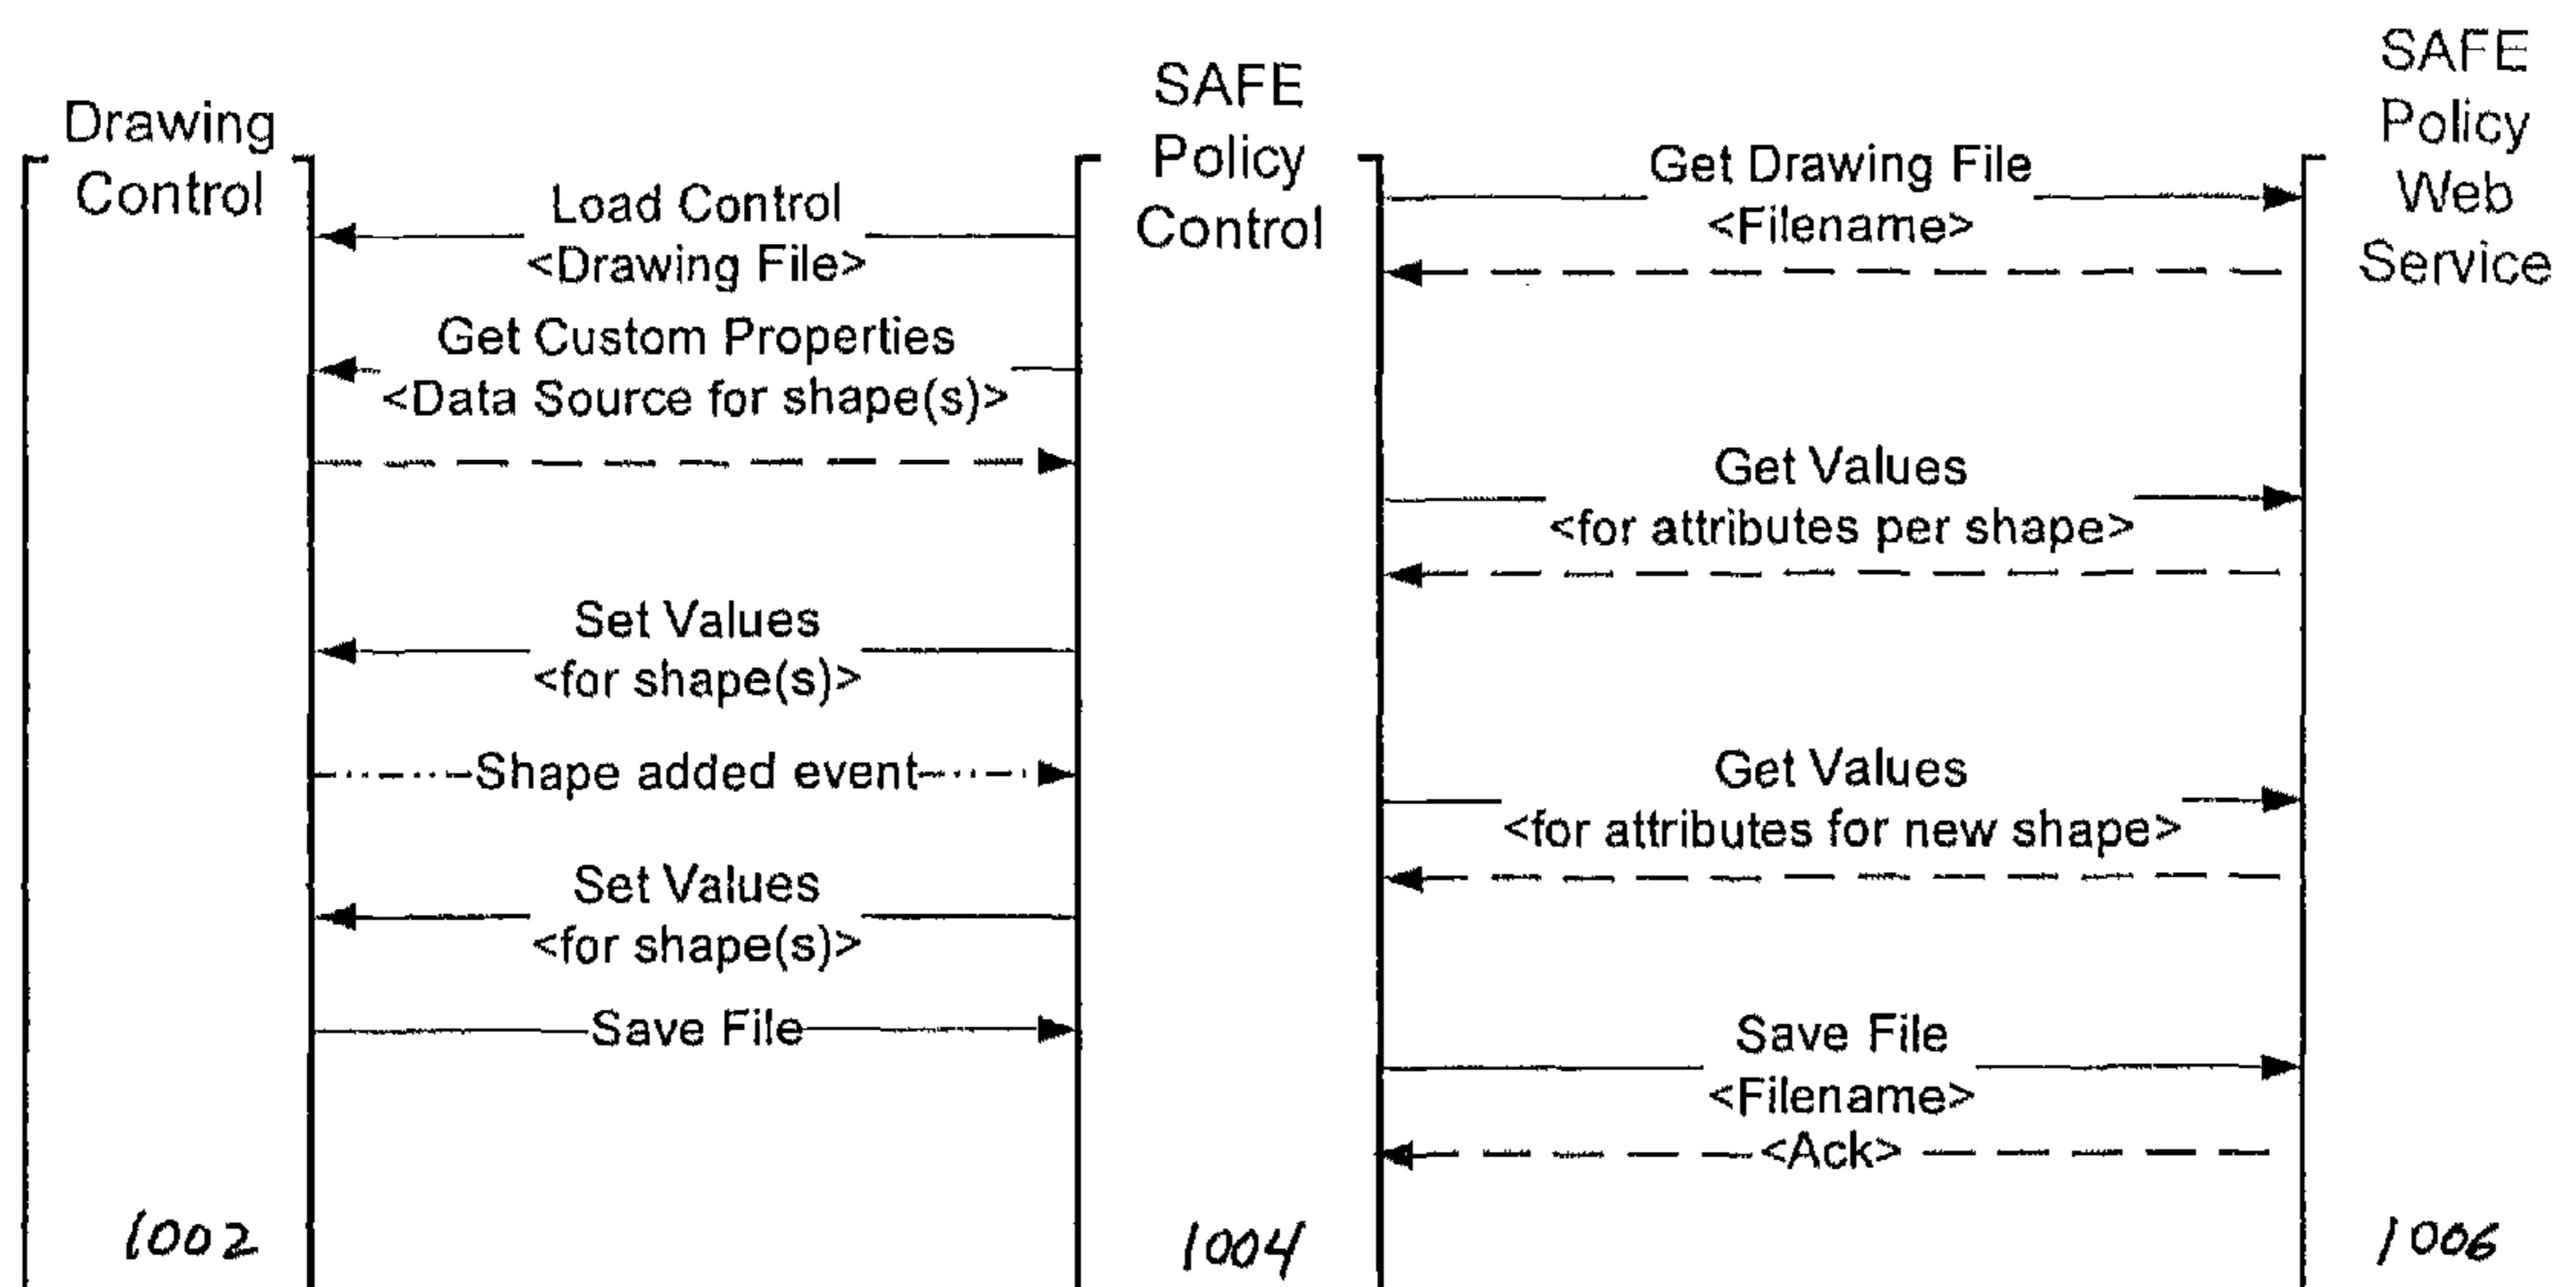 Drawing
Control
SAFE
Policy
Control
SAFE
Policy
Web
Service
Load Control
<Drawing File>
Get Drawing File
<Filename>
Get Custom Properties
<Data Source for shape(s)>
Get Values
<for attributes per shape>
Set Values
<for shape(s)>
Shape added event
Get Values
<for attributes for new shape>
Set Values
<for shape(s)>
Save File
Save File
<Filename>
<Ack>
1002
1004
1006